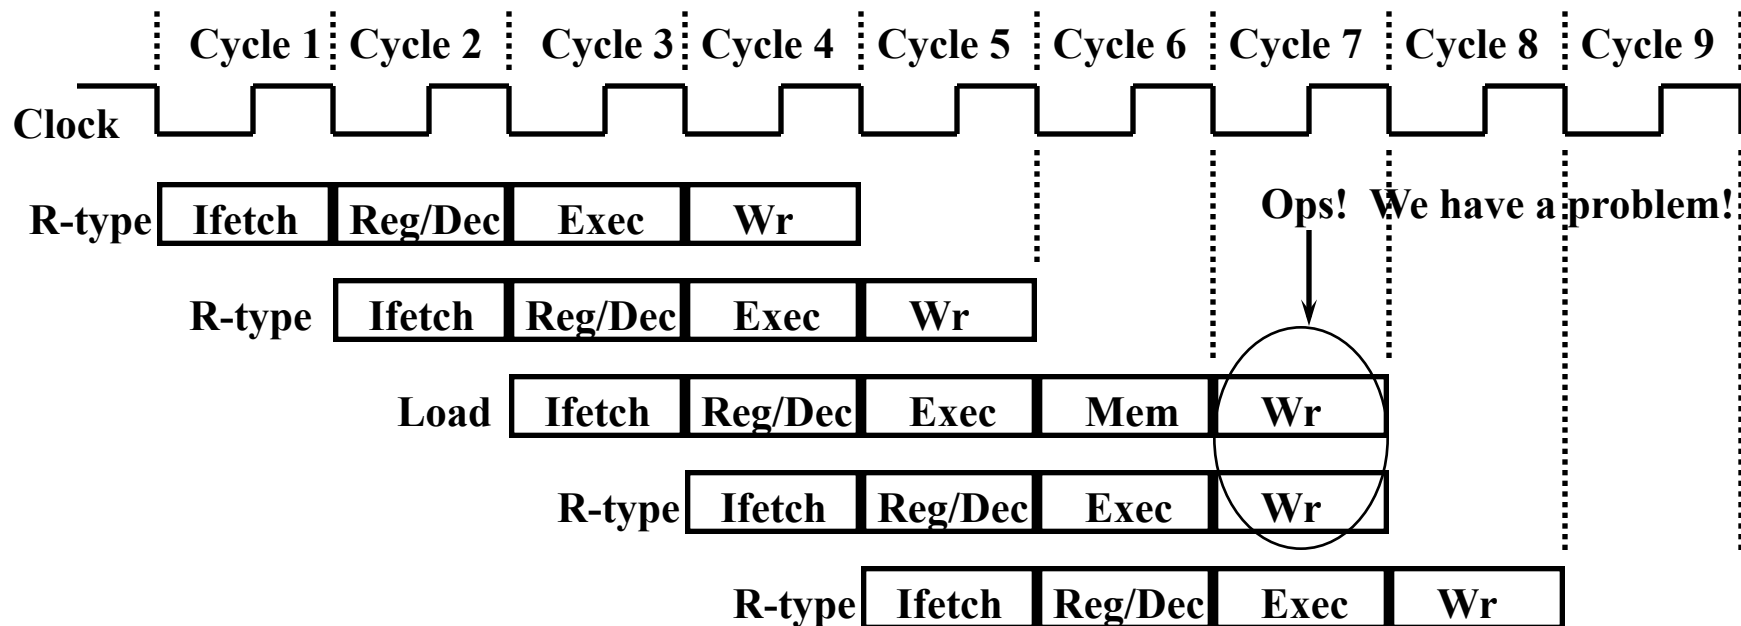 Cycle 1 Cycle 2 Cycle 3 Cycle 4 Cycle 5 Cycle 6 Cycle 7 Cycle 8 Cycle 9
Clock
Ops! We have a problem!
R-type Ifetch Reg/Dec Exec Wr
R-type Ifetch Reg/Dec Exec Wr
Load Ifetch Reg/Dec Exec Mem Wr
R-type Ifetch Reg/Dec Exec Wr
R-type Ifetch Reg/Dec Exec Wr